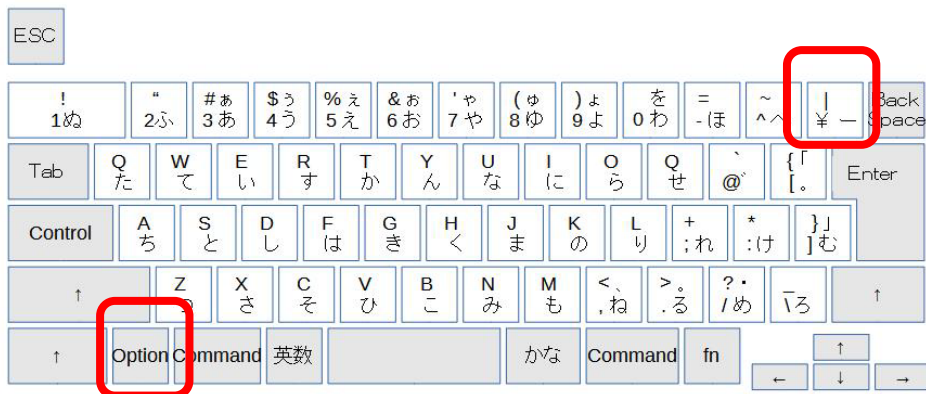 ESC
! “ #ぁ $ぅ %ぇ &ぉ 'ゃ (ゅ )ょ を = ~ | Back
1ぬ 2ふ 3あ 4う 5え 6お 7や 8ゆ 9よ 0わ -ほ ^へ ¥ー Space
Tab Q W E R T Y U I O Q ` {「 Enter
た て い す か ん な に ら せ @゛ [。
Control A S D F G H J K L + * }」
ち と し は き く ま の り ;れ :け ]む
↑ Z X C V B N M <、 >。 ?・ _ ↑
つ さ そ ひ こ み も ,ね .る /め \ろ
↑ Option Command 英数 かな Command fn ↑
← ↓ →